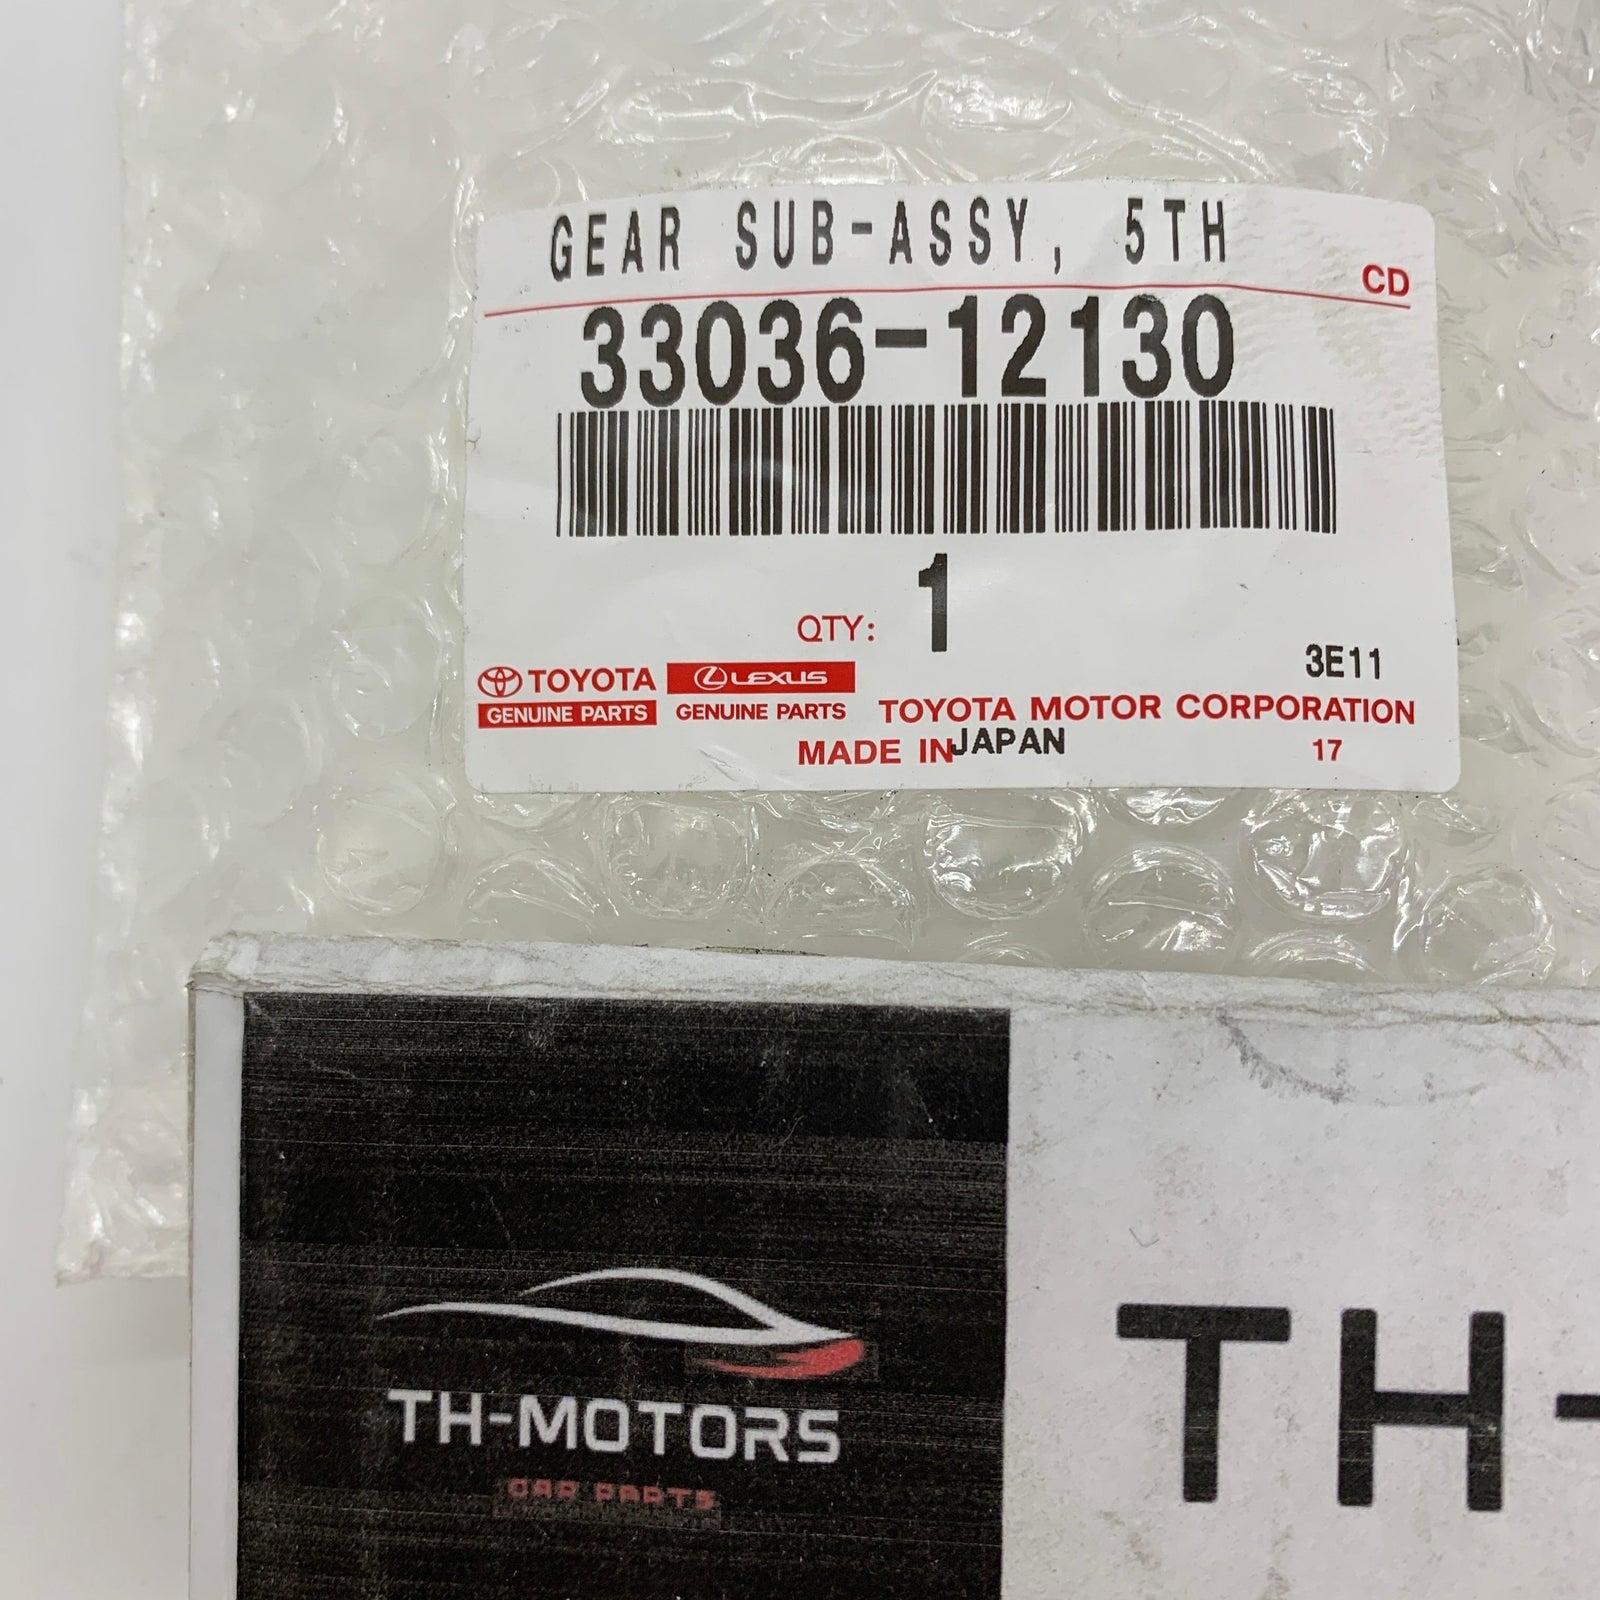 GEAR SUB-ASSY, 5TH
CD
33036-12130
QTY: 1
3E11
TOYOTA LEXUS
GENUINE PARTS GENUINE PARTS TOYOTA MOTOR CORPORATION
MADE IN JAPAN 17
TH-MOTORS
CAR PARTS
TH-